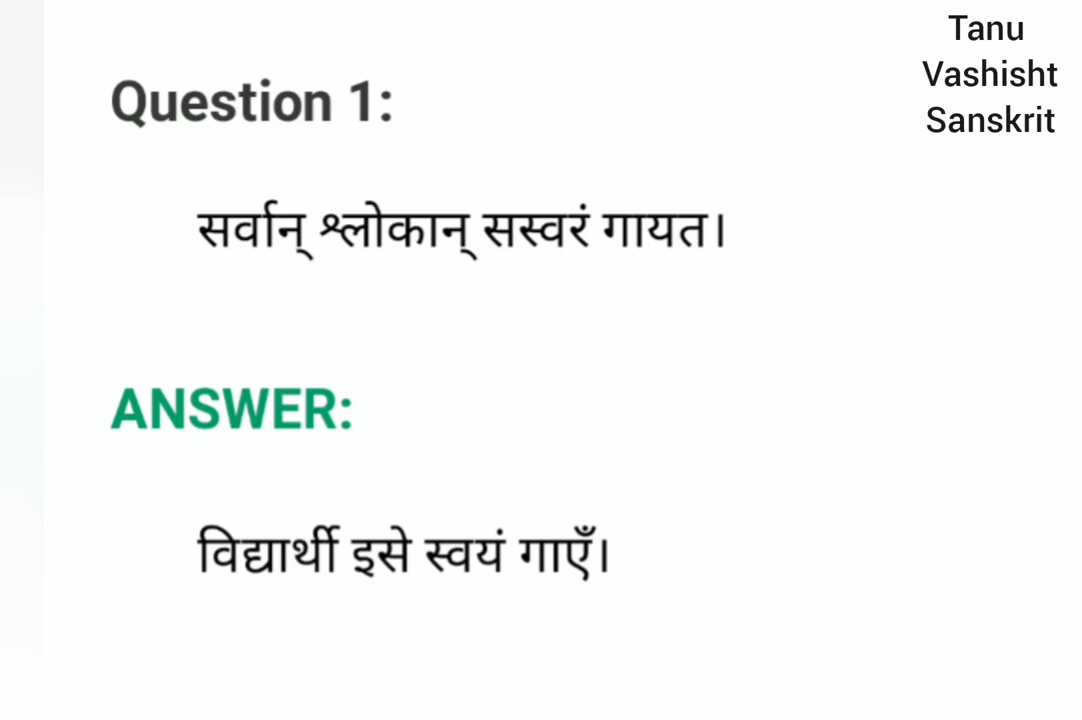 Tanu
Vashisht
Sanskrit
Question 1:
सर्वान् श्लोकान् सस्वरं गायत।
ANSWER:
विद्यार्थी इसे स्वयं गाएँ।